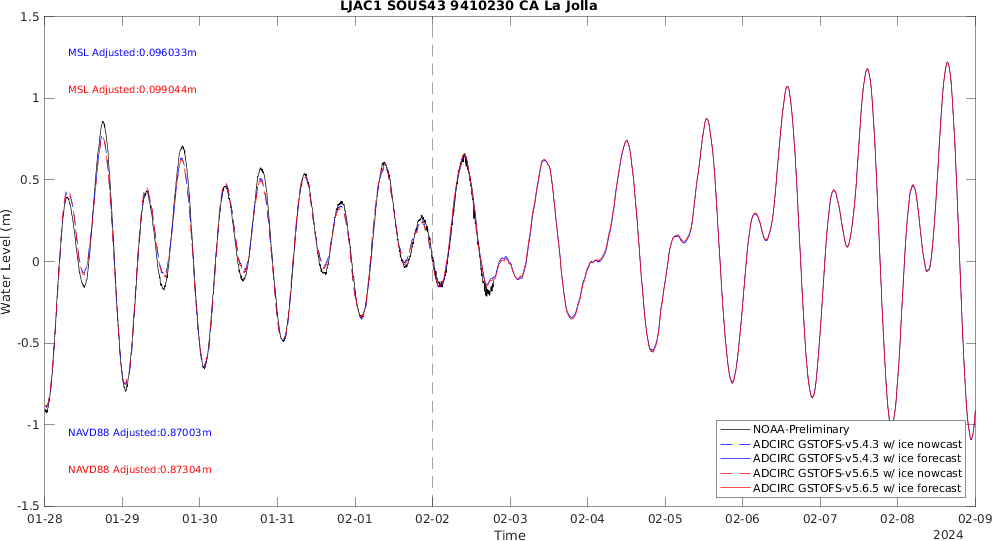 LJAC1 SOUS43 9410230 CA La Jolla
1.5
1
0.5
0
-0.5
-1
-1.5
Water Level (m)
MSL Adjusted:0.096033m
MSL Adjusted:0.099044m
NAVD88 Adjusted:0.87003m
NAVD88 Adjusted:0.87304m
NOAA-Preliminary
ADCIRC GSTOFS-v5.4.3 w/ ice nowcast
ADCIRC GSTOFS-v5.4.3 w/ ice forecast
ADCIRC GSTOFS-v5.6.5 w/ ice nowcast
ADCIRC GSTOFS-v5.6.5 w/ ice forecast
01-28 01-29 01-30 01-31 02-01 02-02 02-03 02-04 02-05 02-06 02-07 02-08 02-09
Time
2024